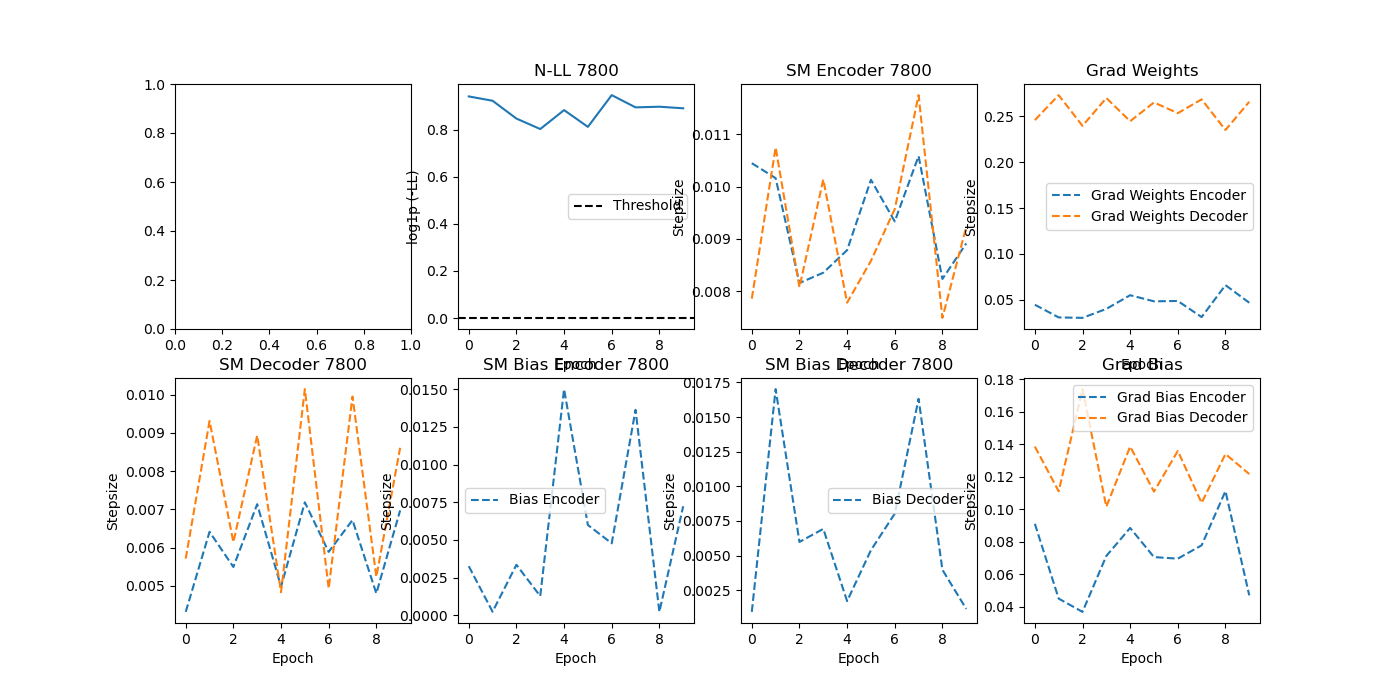 1.0
0.8
0.6
0.4
0.2
0.0
0.0 0.2 0.4 0.6 0.8 1.0
N-LL 7800
log1p (-LL)
0.8
0.6
0.4
0.2
0.0
Threshold
0 2 4 6 8
Epoch
SM Encoder 7800
Stepsize
0.011
0.010
0.009
0.008
0 2 4 6 8
Epoch
Grad Weights
Stepsize
0.25
0.20
0.15
0.10
0.05
Grad Weights Encoder
Grad Weights Decoder
0 2 4 6 8
Epoch
SM Decoder 7800
Stepsize
0.010
0.009
0.008
0.007
0.006
0.005
0 2 4 6 8
Epoch
SM Bias Encoder 7800
Stepsize
0.0150
0.0125
0.0100
0.0075
0.0050
0.0025
0.0000
Bias Encoder
0 2 4 6 8
Epoch
SM Bias Decoder 7800
Stepsize
0.0175
0.0150
0.0125
0.0100
0.0075
0.0050
0.0025
Bias Decoder
0 2 4 6 8
Epoch
Grad Bias
Stepsize
0.18
0.16
0.14
0.12
0.10
0.08
0.06
0.04
Grad Bias Encoder
Grad Bias Decoder
0 2 4 6 8
Epoch